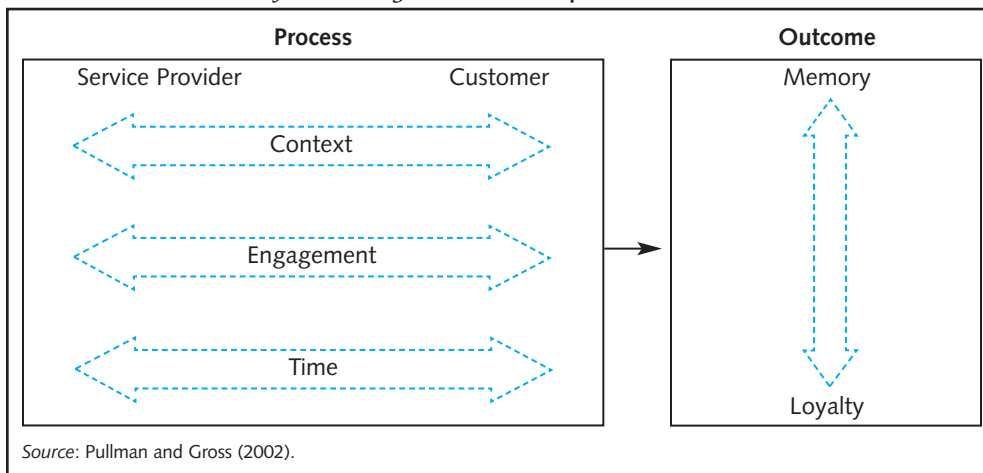 Process
Outcome
Service Provider
Customer
Memory
Context
Engagement
Time
Loyalty
Source: Pullman and Gross (2002).